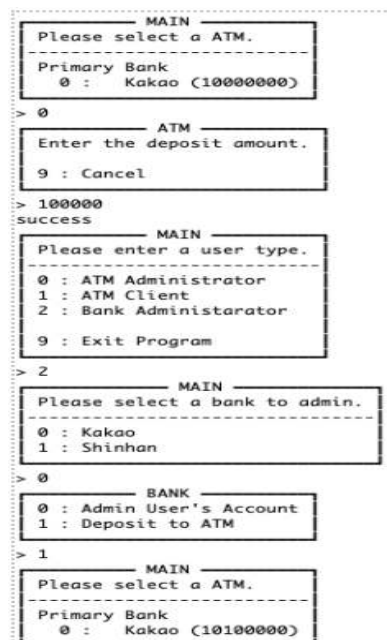 MAIN
Please select a ATM.
Primary Bank
0 : Kakao (10000000)
> 0
ATM
Enter the deposit amount.
9 : Cancel
> 100000
success
MAIN
Please enter a user type.
0 : ATM Administrator
1 : ATM Client
2 : Bank Administarator
9 : Exit Program
> 2
MAIN
Please select a bank to admin.
0 : Kakao
1 : Shinhan
> 0
BANK
0 : Admin User's Account
1 : Deposit to ATM
> 1
MAIN
Please select a ATM.
Primary Bank
0 : Kakao (10100000)